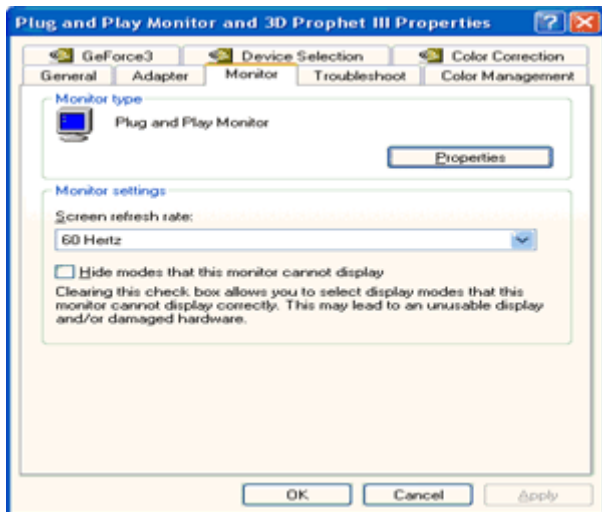 Plug and Play Monitor and 3D Prophet III Properties
GeForce3 Device Selection Color Correction
General Adapter Monitor Troubleshoot Color Management
Monitor type
Plug and Play Monitor
Properties
Monitor settings
Screen refresh rate:
60 Hertz
Hide modes that this monitor cannot display
Clearing this check box allows you to select display modes that this
monitor cannot display correctly. This may lead to an unusable display
and/or damaged hardware.
OK Cancel Apply